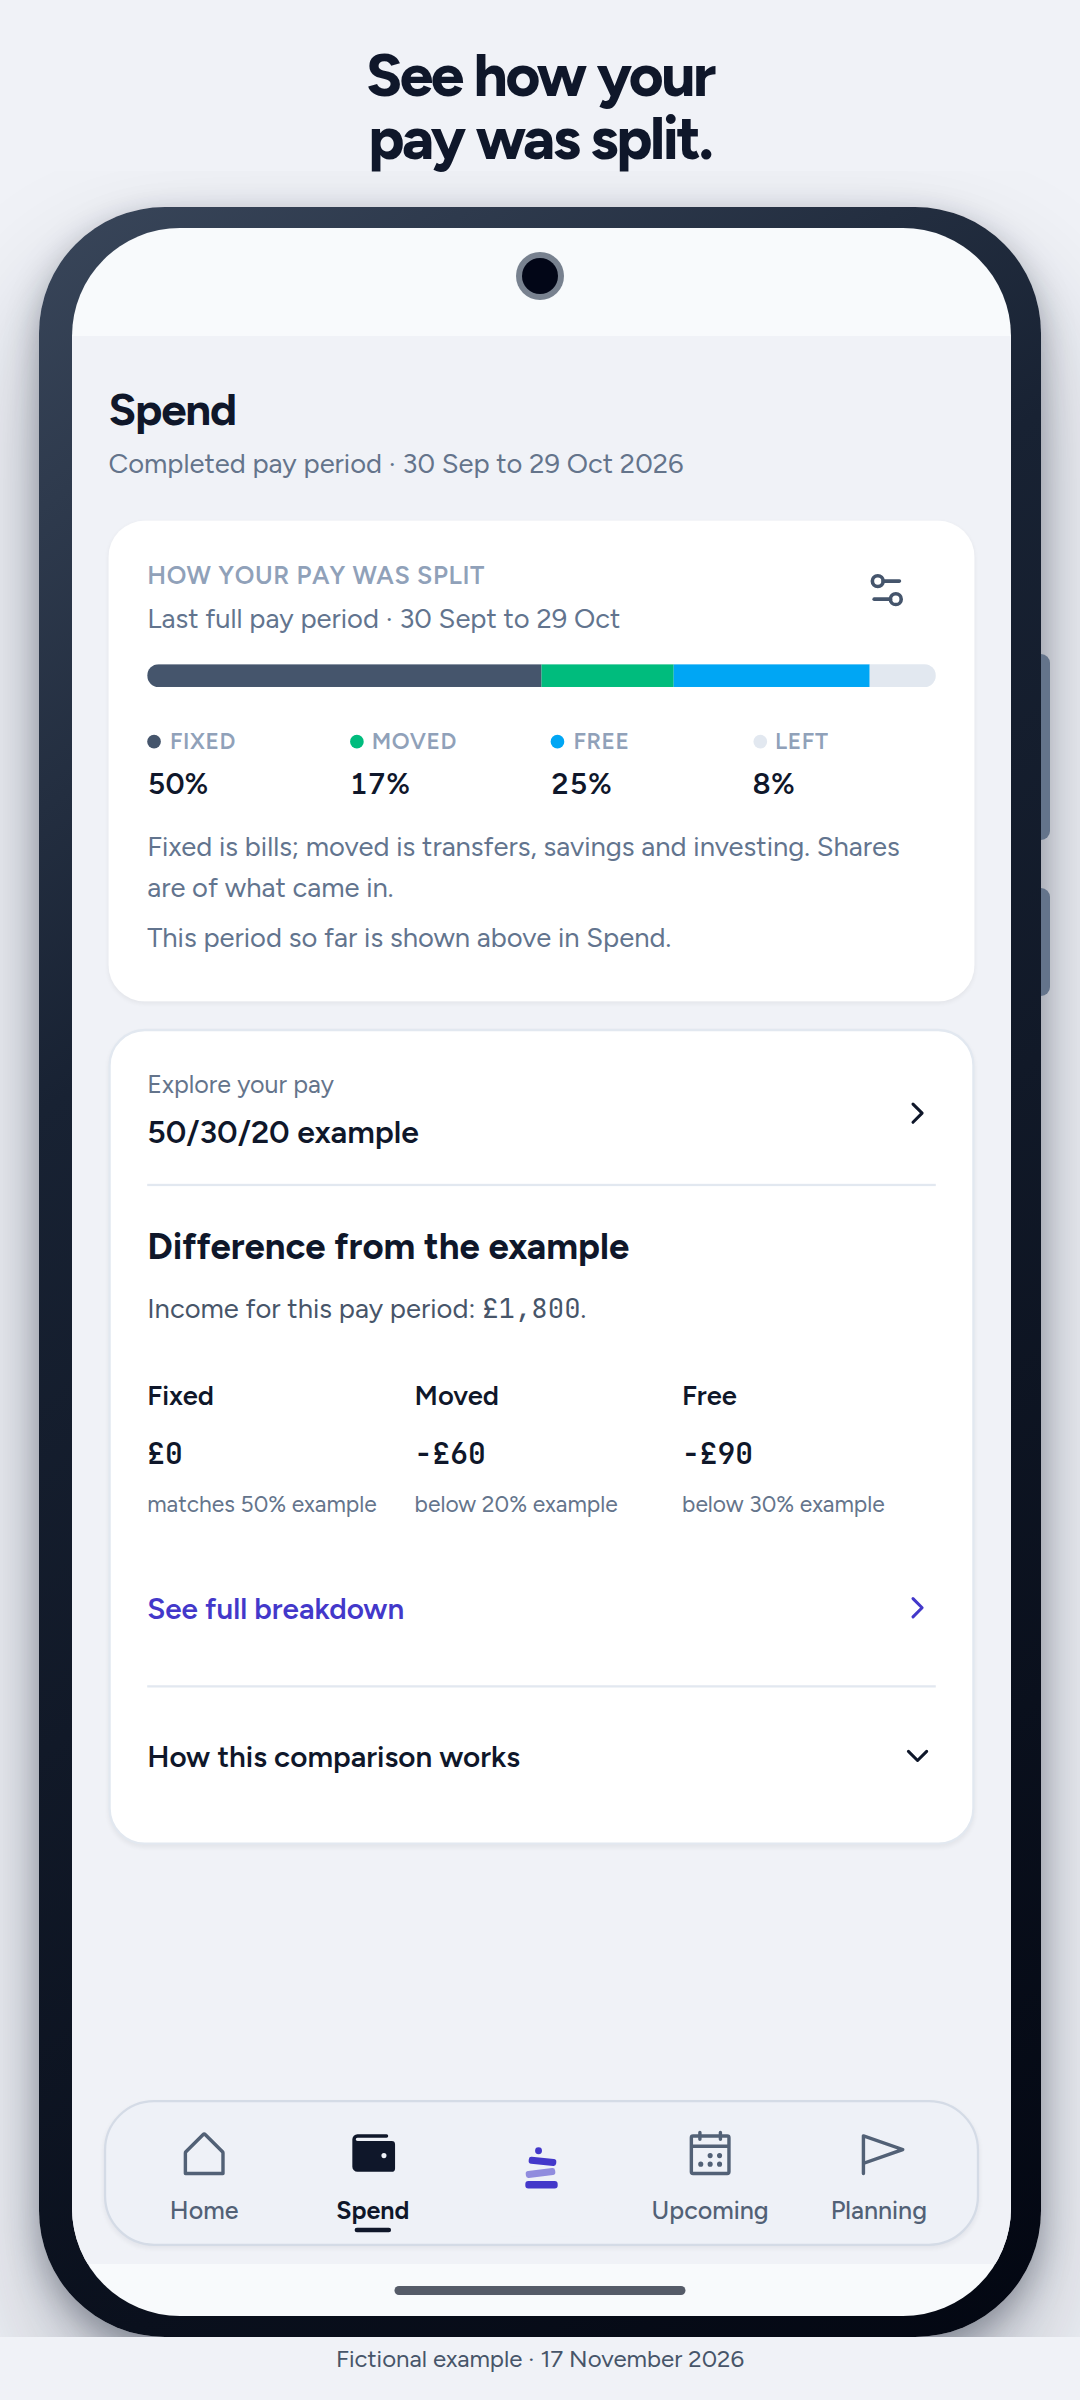 See how your
pay was split.
Spend
Completed pay period · 30 Sep to 29 Oct 2026
HOW YOUR PAY WAS SPLIT
Last full pay period · 30 Sept to 29 Oct
FIXED MOVED FREE LEFT
50% 17% 25% 8%
Fixed is bills; moved is transfers, savings and investing. Shares
are of what came in.
This period so far is shown above in Spend.
Explore your pay
50/30/20 example
Difference from the example
Income for this pay period: £1,800.
Fixed Moved Free
£0 -£60 -£90
matches 50% example below 20% example below 30% example
See full breakdown
How this comparison works
Home Spend Upcoming Planning
Fictional example · 17 November 2026